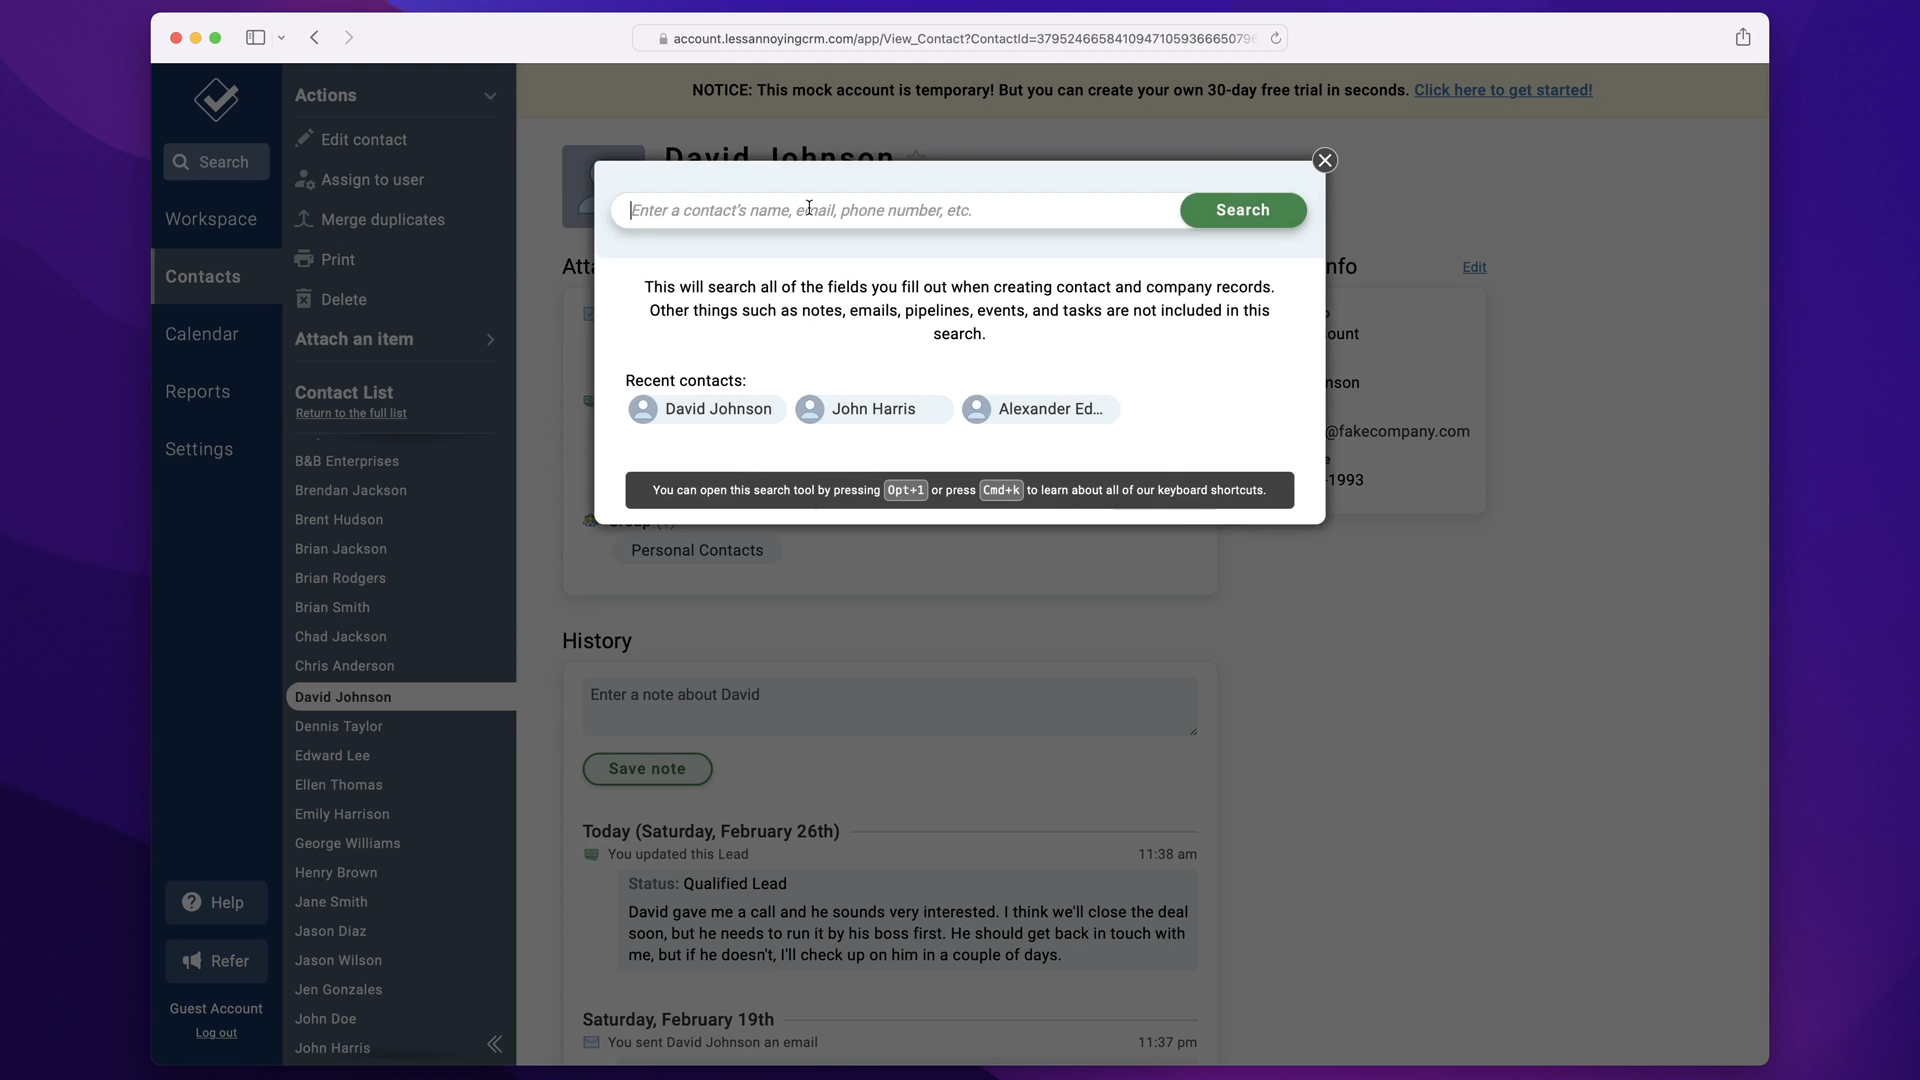 account.lessannoyingcrm.com/app/View_Contact?ContactId=3795246658410947105936665079
NOTICE: This mock account is temporary! But you can create your own 30-day free trial in seconds. Click here to get started!
Search
Workspace
Contacts
Calendar
Reports
Settings
Help
Refer
Guest Account
Log out
Actions
Edit contact
Assign to user
Merge duplicates
Print
Delete
Attach an item
Contact List
Return to the full list
B&B Enterprises
Brendan Jackson
Brent Hudson
Brian Jackson
Brian Rodgers
Brian Smith
Chad Jackson
Chris Anderson
David Johnson
Dennis Taylor
Edward Lee
Ellen Thomas
Emily Harrison
George Williams
Henry Brown
Jane Smith
Jason Diaz
Jason Wilson
Jen Gonzales
John Doe
John Harris
David Johnson
Enter a contact's name, email, phone number, etc.
Search
This will search all of the fields you fill out when creating contact and company records.
Other things such as notes, emails, pipelines, events, and tasks are not included in this
search.
Recent contacts:
David Johnson
John Harris
Alexander Ed...
You can open this search tool by pressing Opt+1 or press Cmd+k to learn about all of our keyboard shortcuts.
Att
nfo
Edit
ount
nson
@fakecompany.com
-1993
Personal Contacts
History
Enter a note about David
Save note
Today (Saturday, February 26th)
You updated this Lead
11:38 am
Status: Qualified Lead
David gave me a call and he sounds very interested. I think we'll close the deal
soon, but he needs to run it by his boss first. He should get back in touch with
me, but if he doesn't, I'll check up on him in a couple of days.
Saturday, February 19th
You sent David Johnson an email
11:37 pm